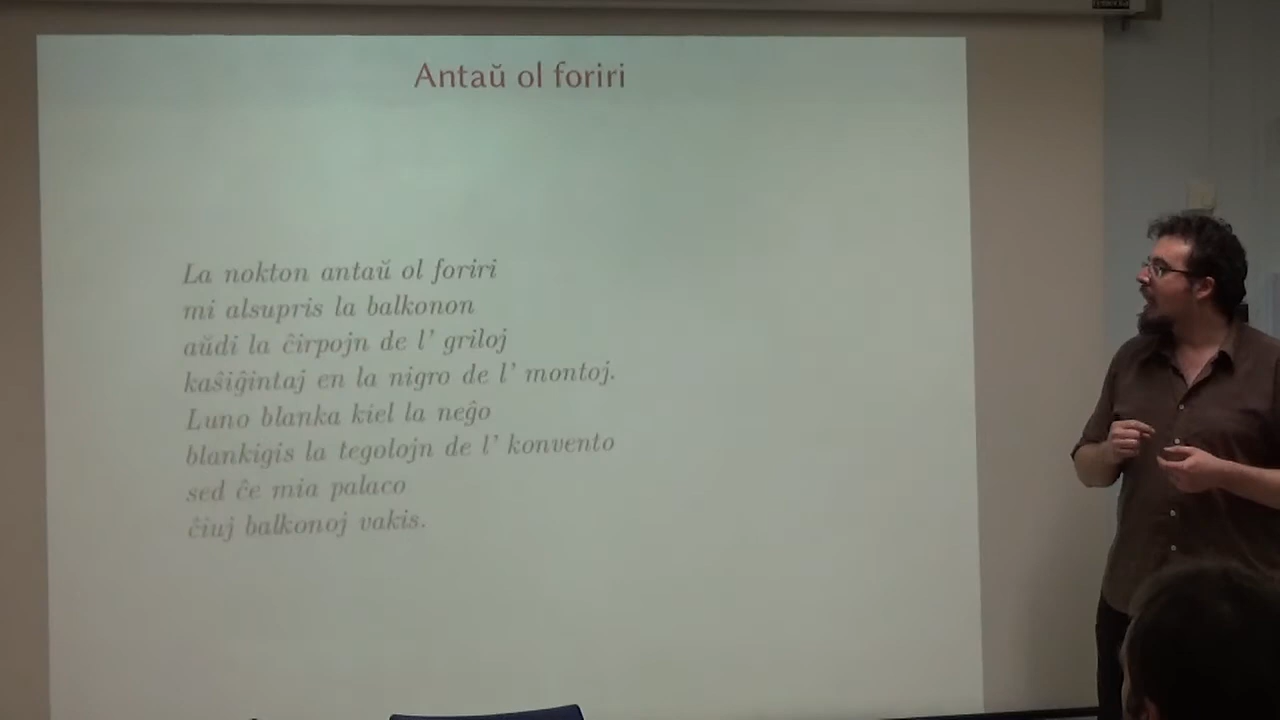 Antaŭ ol foriri
La nokton antaŭ ol foriri
mi alsupris la balkonon
aŭdi la ĉirpojn de l' griloj
kaŝiĝintaj en la nigro de l' montoj.
Luno blanka kiel la neĝo
blankigis la tegolojn de l' konvento
sed ĉe mia palaco
ĉiuj balkonoj vakis.